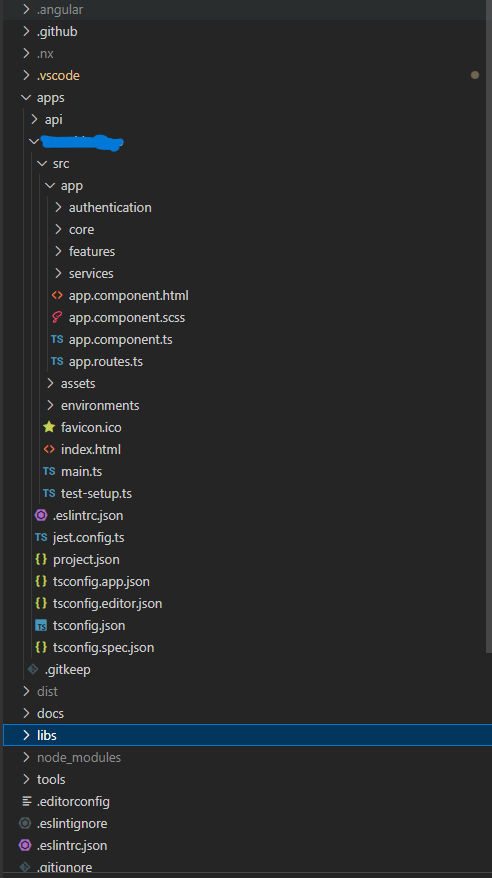 .angular
.github
.nx
.vscode
apps
api
src
app
authentication
core
features
services
app.component.html
app.component.scss
TS app.component.ts
TS app.routes.ts
assets
environments
favicon.ico
index.html
TS main.ts
TS test-setup.ts
.eslintrc.json
TS jest.config.ts
{} project.json
{} tsconfig.app.json
{} tsconfig.editor.json
TS tsconfig.json
{} tsconfig.spec.json
.gitkeep
dist
docs
libs
node_modules
tools
.editorconfig
.eslintignore
.eslintrc.json
.gitignore